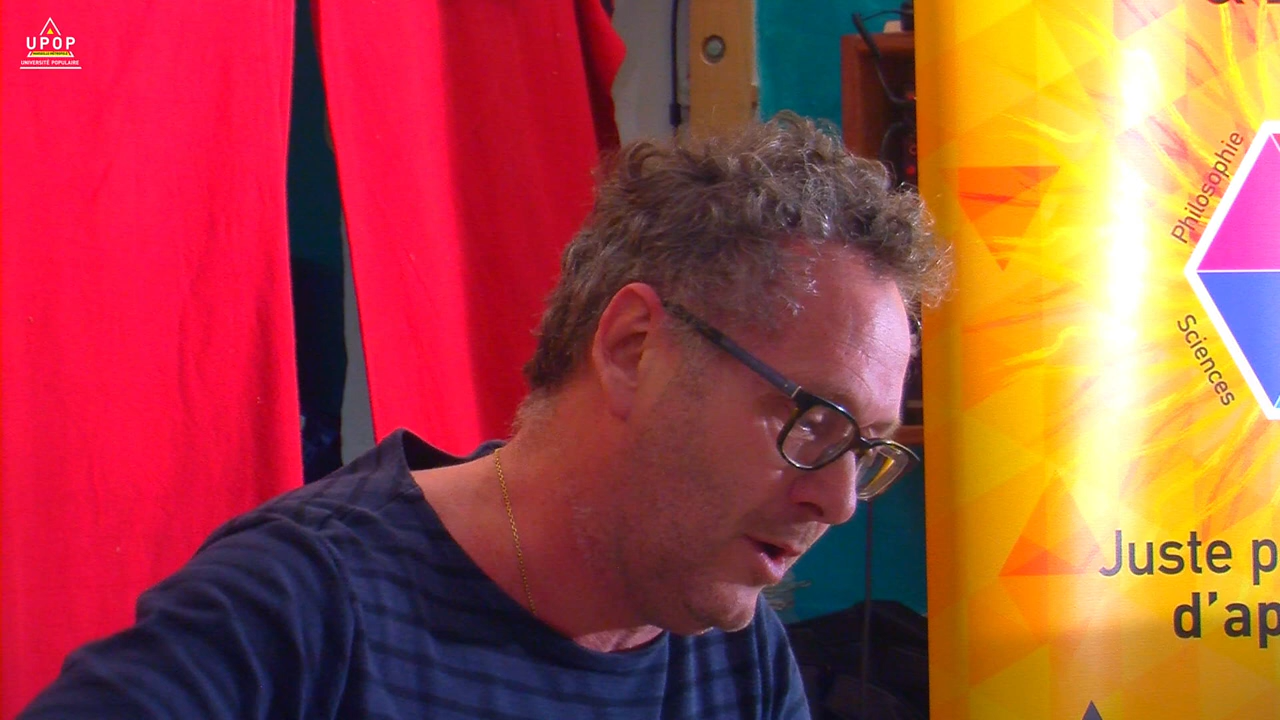 UPOP
UNIVERSITÉ POPULAIRE
Philosophie
Sciences
Juste p
d'ap